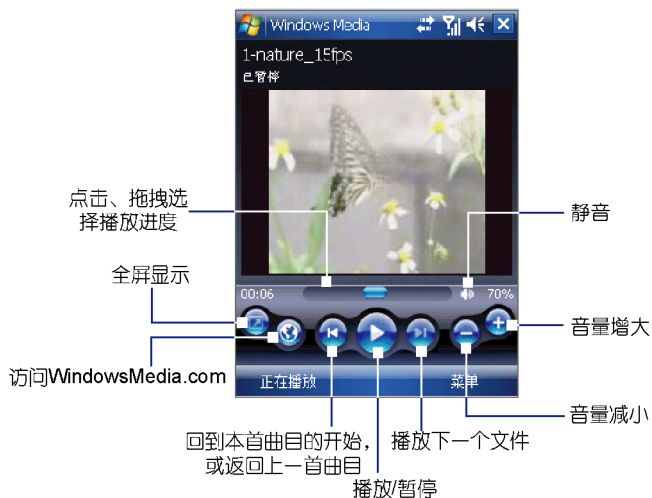 Windows Media
1-nature_15fps
已暂停
点击、拖拽选
择播放进度
静音
全屏显示
00:06
70%
音量增大
访问WindowsMedia.com
正在播放
菜单
音量减小
回到本首曲目的开始，
或返回上一首曲目
播放下一个文件
播放/暂停